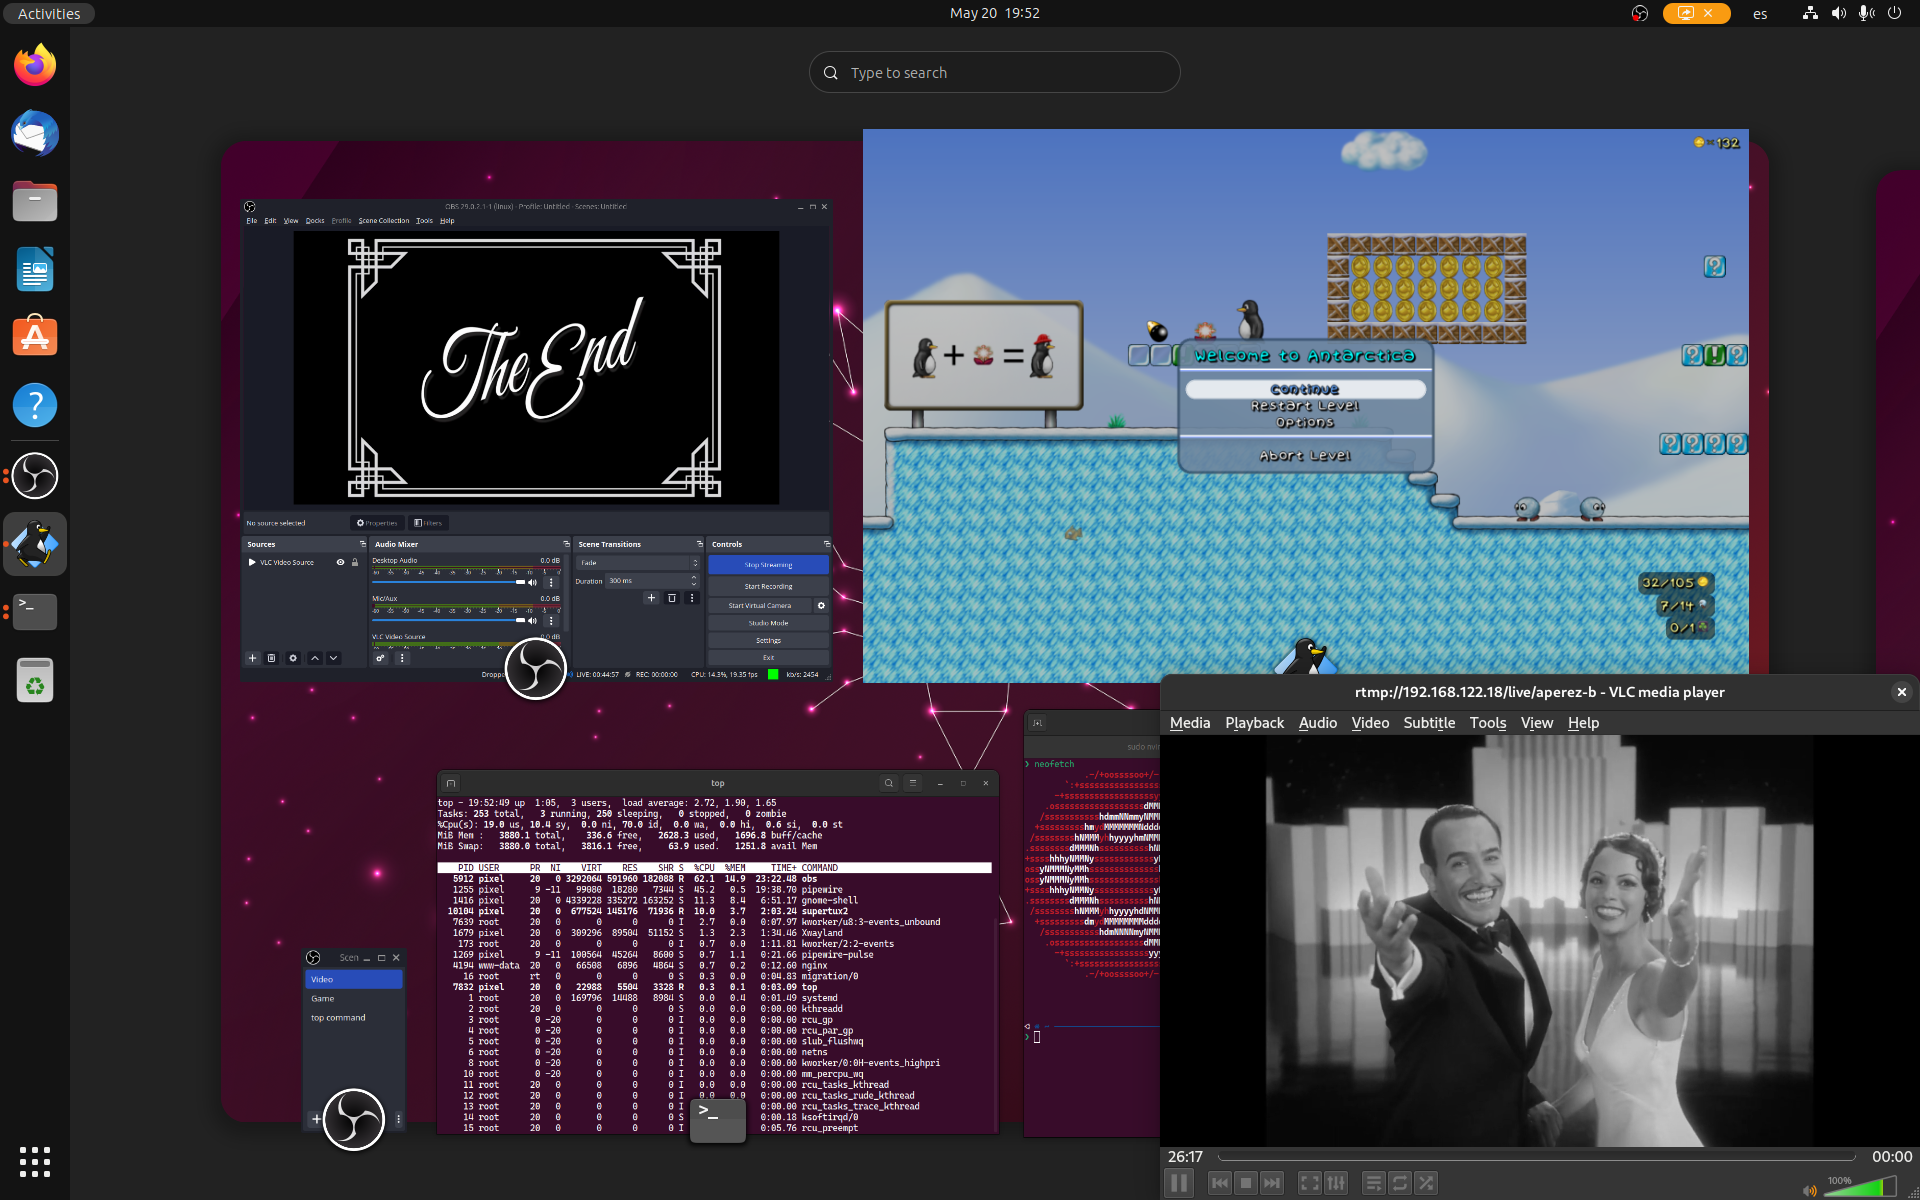 Activities
May 20 19:52
es
Type to search
OBS 29.0.2.1-1 (linux) - Profile: Untitled - Scenes: Untitled
File Edit View Docks Profile Scene Collection Tools Help
The End
No source selected
Properties
Filters
Sources
VLC Video Source
Audio Mixer
Desktop Audio 0.0 dB
Mic/Aux 0.0 dB
VLC Video Source 0.0 dB
Scene Transitions
Fade
Duration 300 ms
Controls
Stop Streaming
Start Recording
Start Virtual Camera
Studio Mode
Settings
Exit
LIVE: 00:44:57 REC: 00:00:00 CPU: 14.3%, 19.35 fps kb/s: 2454
132
+ =
Welcome to Antarctica
Continue
Restart Level
Options
Abort Level
32/105
7/14
0/1
Scen
Video
Game
top command
top
top - 19:52:49 up 1:05, 3 users, load average: 2.72, 1.90, 1.65
Tasks: 253 total, 3 running, 250 sleeping, 0 stopped, 0 zombie
%Cpu(s): 19.0 us, 10.4 sy, 0.0 ni, 70.0 id, 0.0 wa, 0.0 hi, 0.6 si, 0.0 st
MiB Mem : 3880.1 total, 336.6 free, 2628.3 used, 1696.8 buff/cache
MiB Swap: 3880.0 total, 3816.1 free, 63.9 used. 1251.8 avail Mem
PID USER PR NI VIRT RES SHR S %CPU %MEM TIME+ COMMAND
5912 pixel 20 0 3292064 591960 182088 R 62.1 14.9 23:22.48 obs
1255 pixel 9 -11 99080 18280 7344 S 45.2 0.5 19:38.70 pipewire
1416 pixel 20 0 4339228 335272 163252 S 11.3 8.4 6:51.17 gnome-shell
10104 pixel 20 0 677524 145176 71936 R 10.0 3.7 2:03.24 supertux2
7639 root 20 0 0 0 0 I 2.7 0.0 0:07.97 kworker/u8:3-events_unbound
1679 pixel 20 0 309296 89504 51152 S 1.3 2.3 1:34.46 Xwayland
173 root 20 0 0 0 0 I 0.7 0.0 1:11.81 kworker/2:2-events
1269 pixel 9 -11 100564 45264 8600 S 0.7 1.1 0:21.66 pipewire-pulse
4194 www-data 20 0 66508 6896 4864 S 0.7 0.2 0:12.60 nginx
16 root rt 0 0 0 0 S 0.3 0.0 0:04.83 migration/0
7832 pixel 20 0 22988 5504 3328 R 0.3 0.1 0:03.09 top
1 root 20 0 169796 14488 8984 S 0.0 0.4 0:01.49 systemd
2 root 20 0 0 0 0 S 0.0 0.0 0:00.00 kthreadd
3 root 0 -20 0 0 0 I 0.0 0.0 0:00.00 rcu_gp
4 root 0 -20 0 0 0 I 0.0 0.0 0:00.00 rcu_par_gp
5 root 0 -20 0 0 0 I 0.0 0.0 0:00.00 slub_flushwq
6 root 0 -20 0 0 0 I 0.0 0.0 0:00.00 netns
8 root 0 -20 0 0 0 I 0.0 0.0 0:00.00 kworker/0:0H-events_highpri
10 root 0 -20 0 0 0 I 0.0 0.0 0:00.00 mm_percpu_wq
11 root 20 0 0 0 0 I 0.0 0.0 0:00.00 rcu_tasks_kthread
12 root 20 0 0 0 0 I 0.0 0.0 0:00.00 rcu_tasks_rude_kthread
13 root 20 0 0 0 0 I 0:00.00 rcu_tasks_trace_kthread
14 root 20 0 0 0 0 S 0:00.18 ksoftirqd/0
15 root 20 0 0 0 0 I 0:05.76 rcu_preempt
neofetch
rtmp://192.168.122.18/live/aperez-b - VLC media player
Media Playback Audio Video Subtitle Tools View Help
26:17
00:00
100%